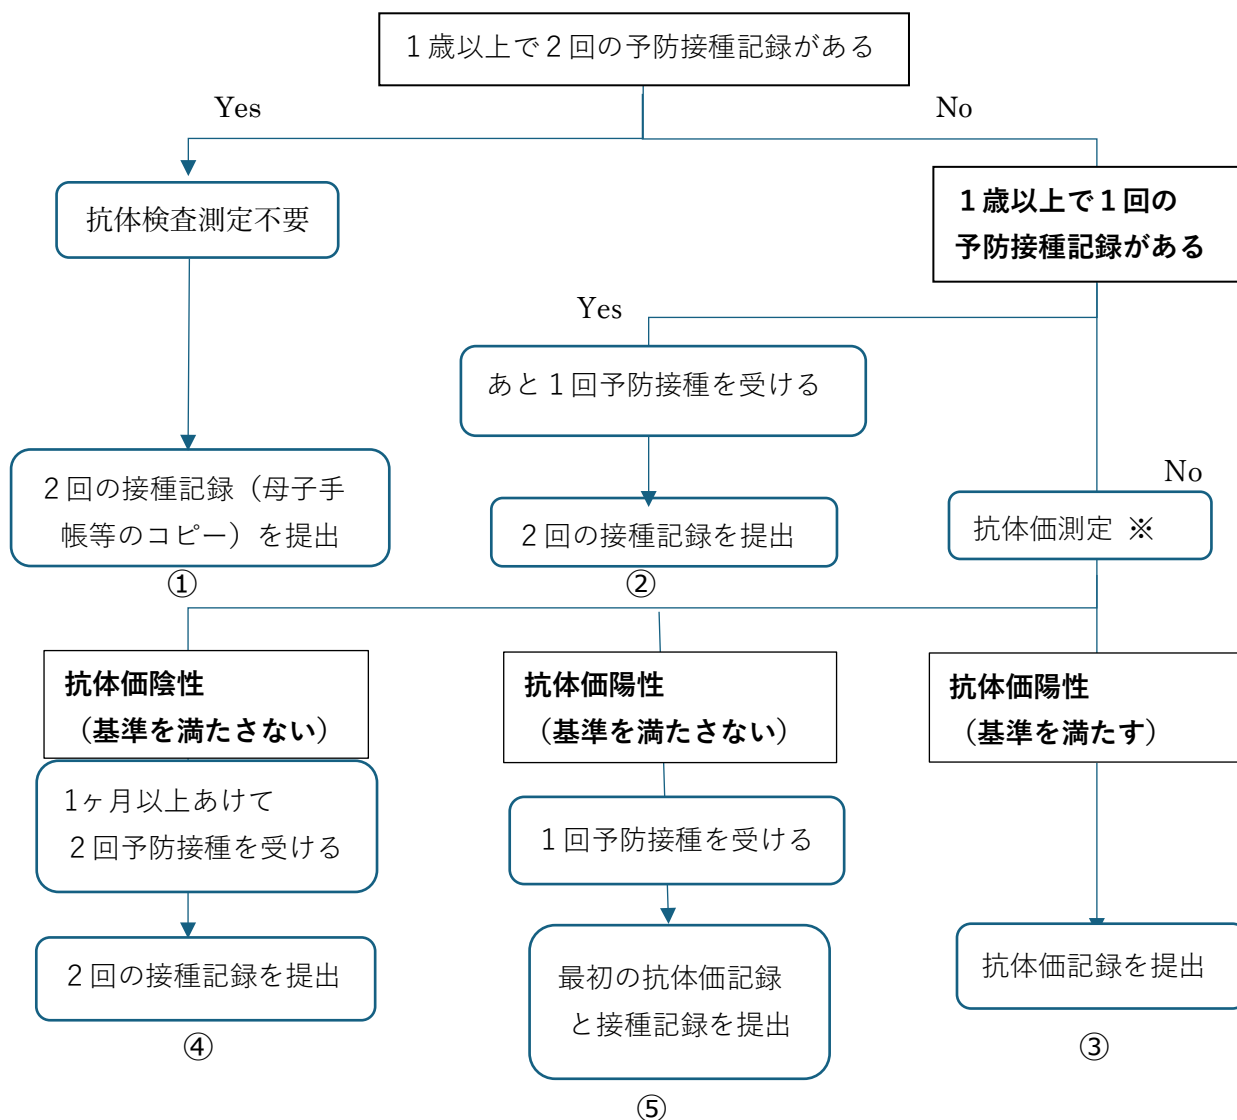 １歳以上で２回の予防接種記録がある
Yes
No
抗体検査測定不要
１歳以上で１回の
予防接種記録がある
Yes
あと１回予防接種を受ける
２回の接種記録（母子手
帳等のコピー）を提出
①
２回の接種記録を提出
②
No
抗体価測定 ※
抗体価陰性
（基準を満たさない）
1ヶ月以上あけて
２回予防接種を受ける
２回の接種記録を提出
④
抗体価陽性
（基準を満たさない）
１回予防接種を受ける
最初の抗体価記録
と接種記録を提出
⑤
抗体価陽性
（基準を満たす）
抗体価記録を提出
③